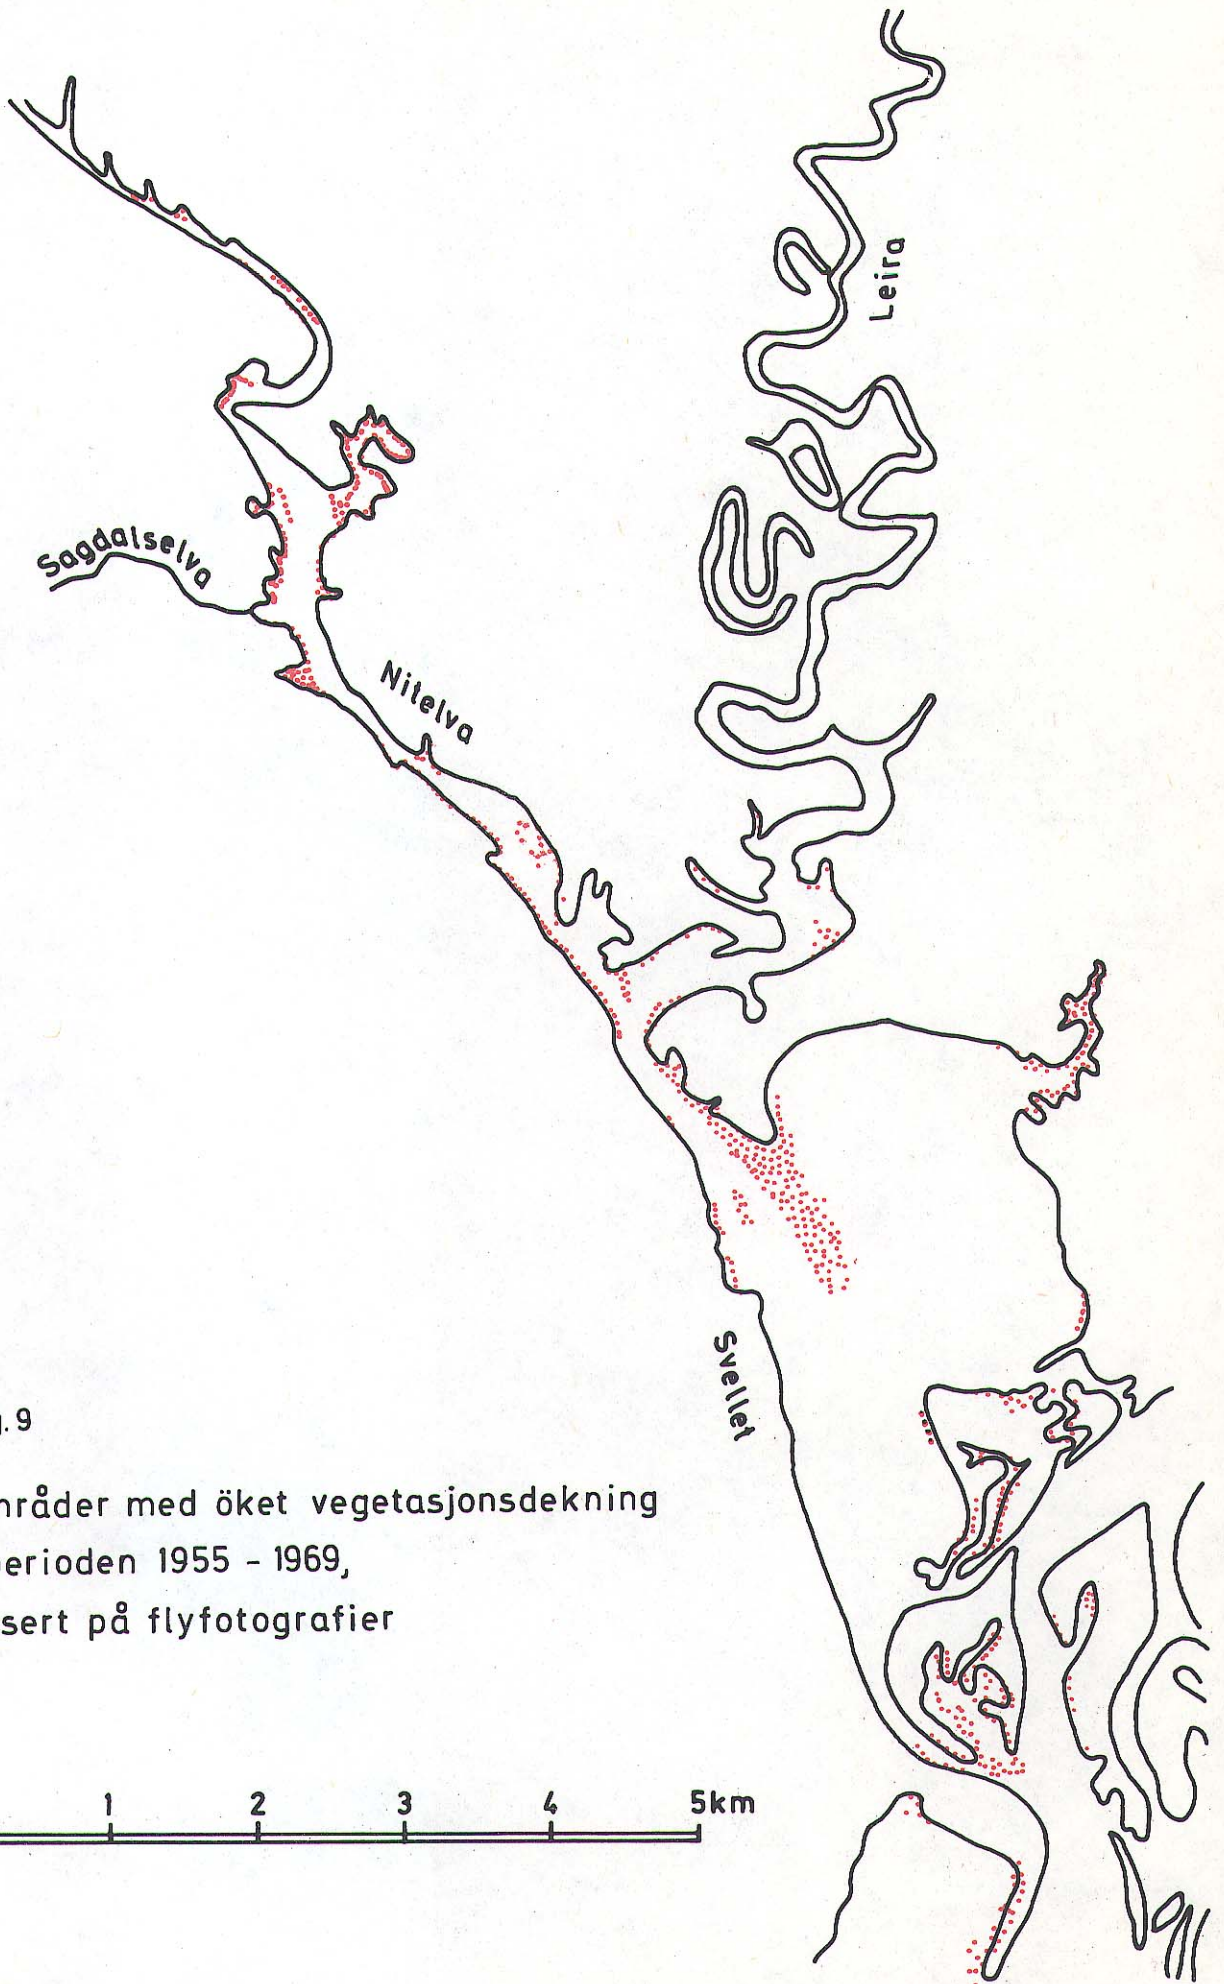 Leira
Sagdalselva
Nitelva
Svellet
g. 9
nråder med öket vegetasjonsdekning
perioden 1955 - 1969,
sert på flyfotografier
1 2 3 4 5km